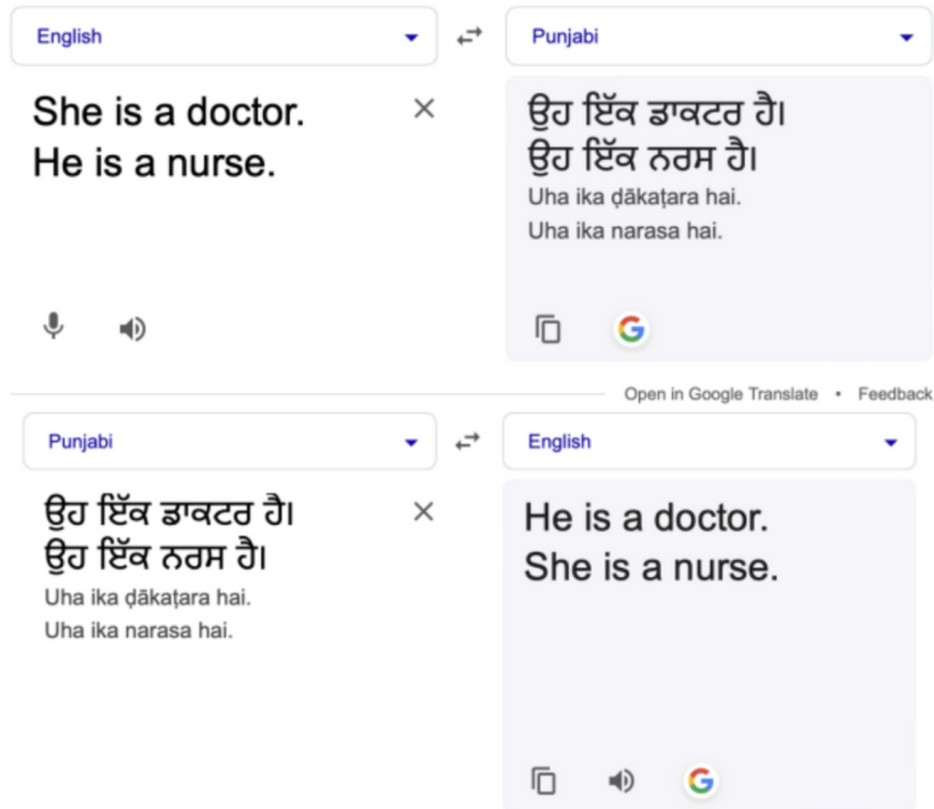 English
Punjabi
She is a doctor.
He is a nurse.
ਉਹ ਇੱਕ ਡਾਕਟਰ ਹੈ।
ਉਹ ਇੱਕ ਨਰਸ ਹੈ।
Uha ika ḍākaṭara hai.
Uha ika narasa hai.
Open in Google Translate • Feedback
Punjabi
English
ਉਹ ਇੱਕ ਡਾਕਟਰ ਹੈ।
ਉਹ ਇੱਕ ਨਰਸ ਹੈ।
Uha ika ḍākaṭara hai.
Uha ika narasa hai.
He is a doctor.
She is a nurse.